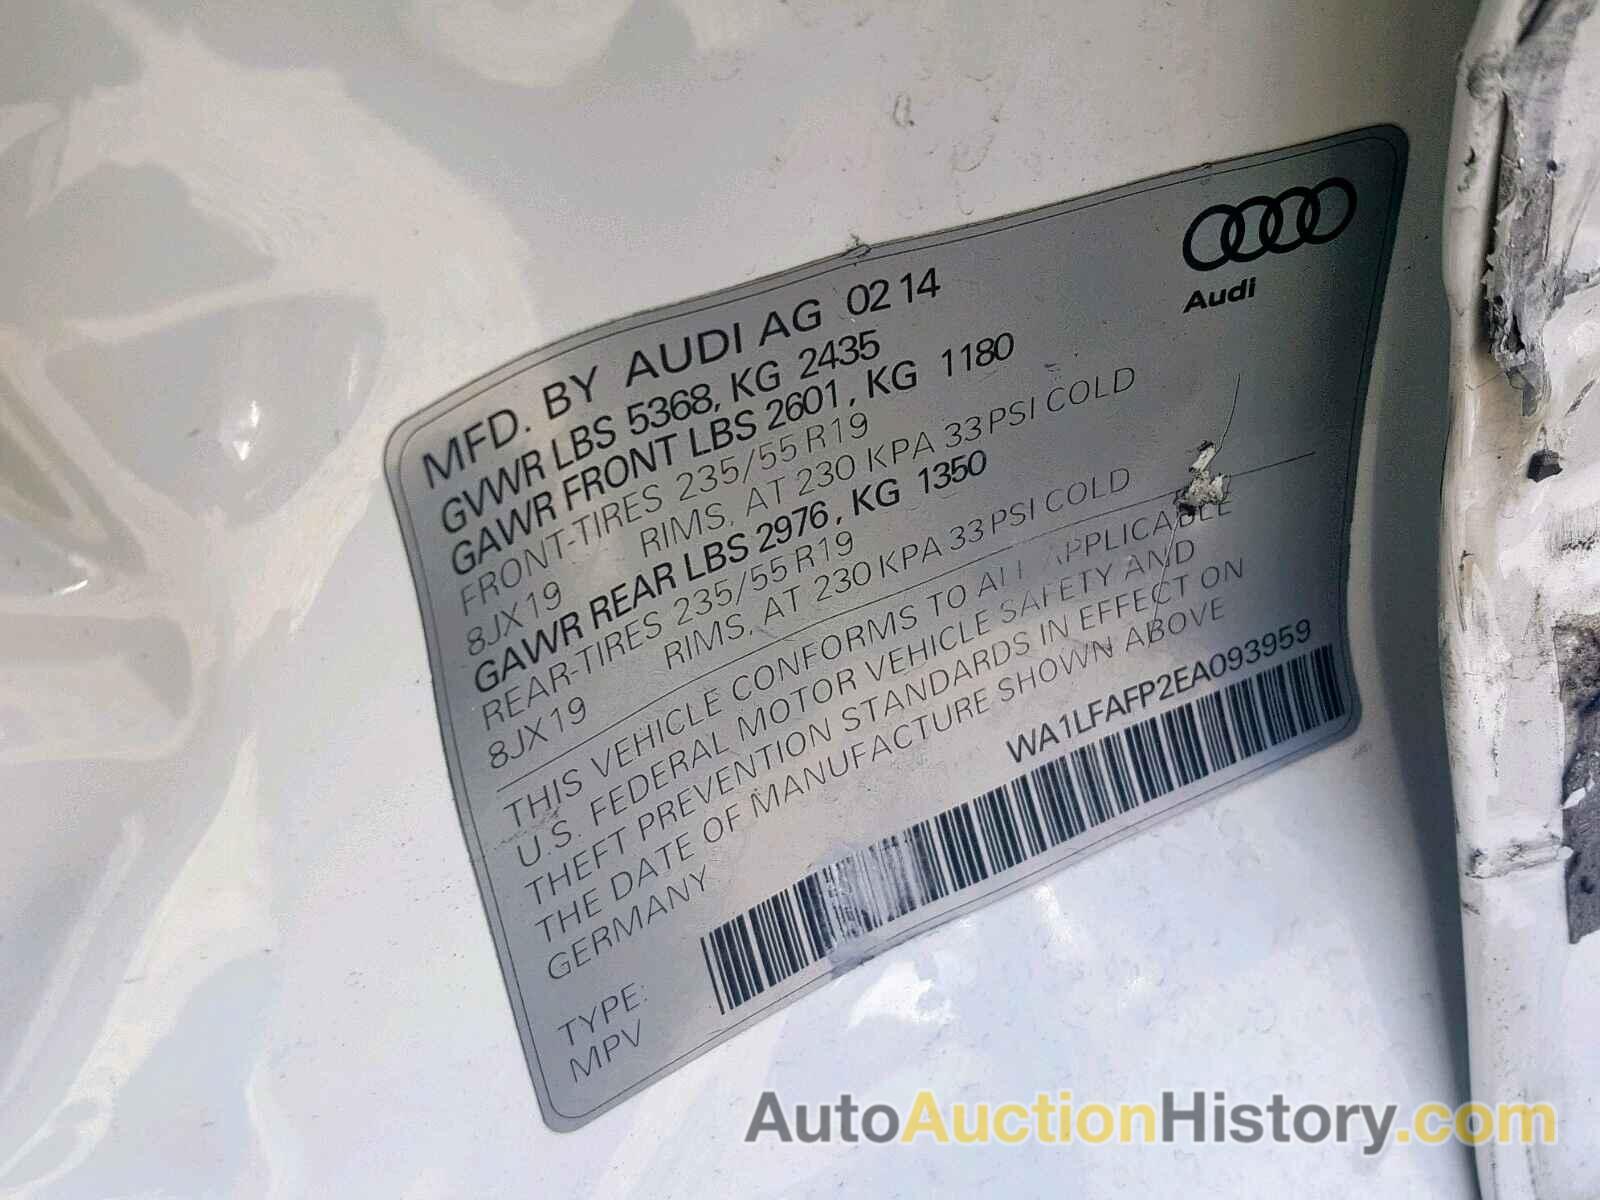 Audi
MFD. BY AUDI AG 02 14
GVWR LBS 5368, KG 2435
GAWR FRONT LBS 2601, KG 1180
FRONT-TIRES 235/55 R19
8JX19 RIMS, AT 230 KPA 33 PSI COLD
GAWR REAR LBS 2976, KG 1350
REAR-TIRES 235/55 R19
8JX19 RIMS, AT 230 KPA 33 PSI COLD
THIS VEHICLE CONFORMS TO ALL APPLICABLE
U.S. FEDERAL MOTOR VEHICLE SAFETY AND
THEFT PREVENTION STANDARDS IN EFFECT ON
THE DATE OF MANUFACTURE SHOWN ABOVE
GERMANY
WA1LFAFP2EA093959
TYPE:
MPV
AutoAuctionHistory.com